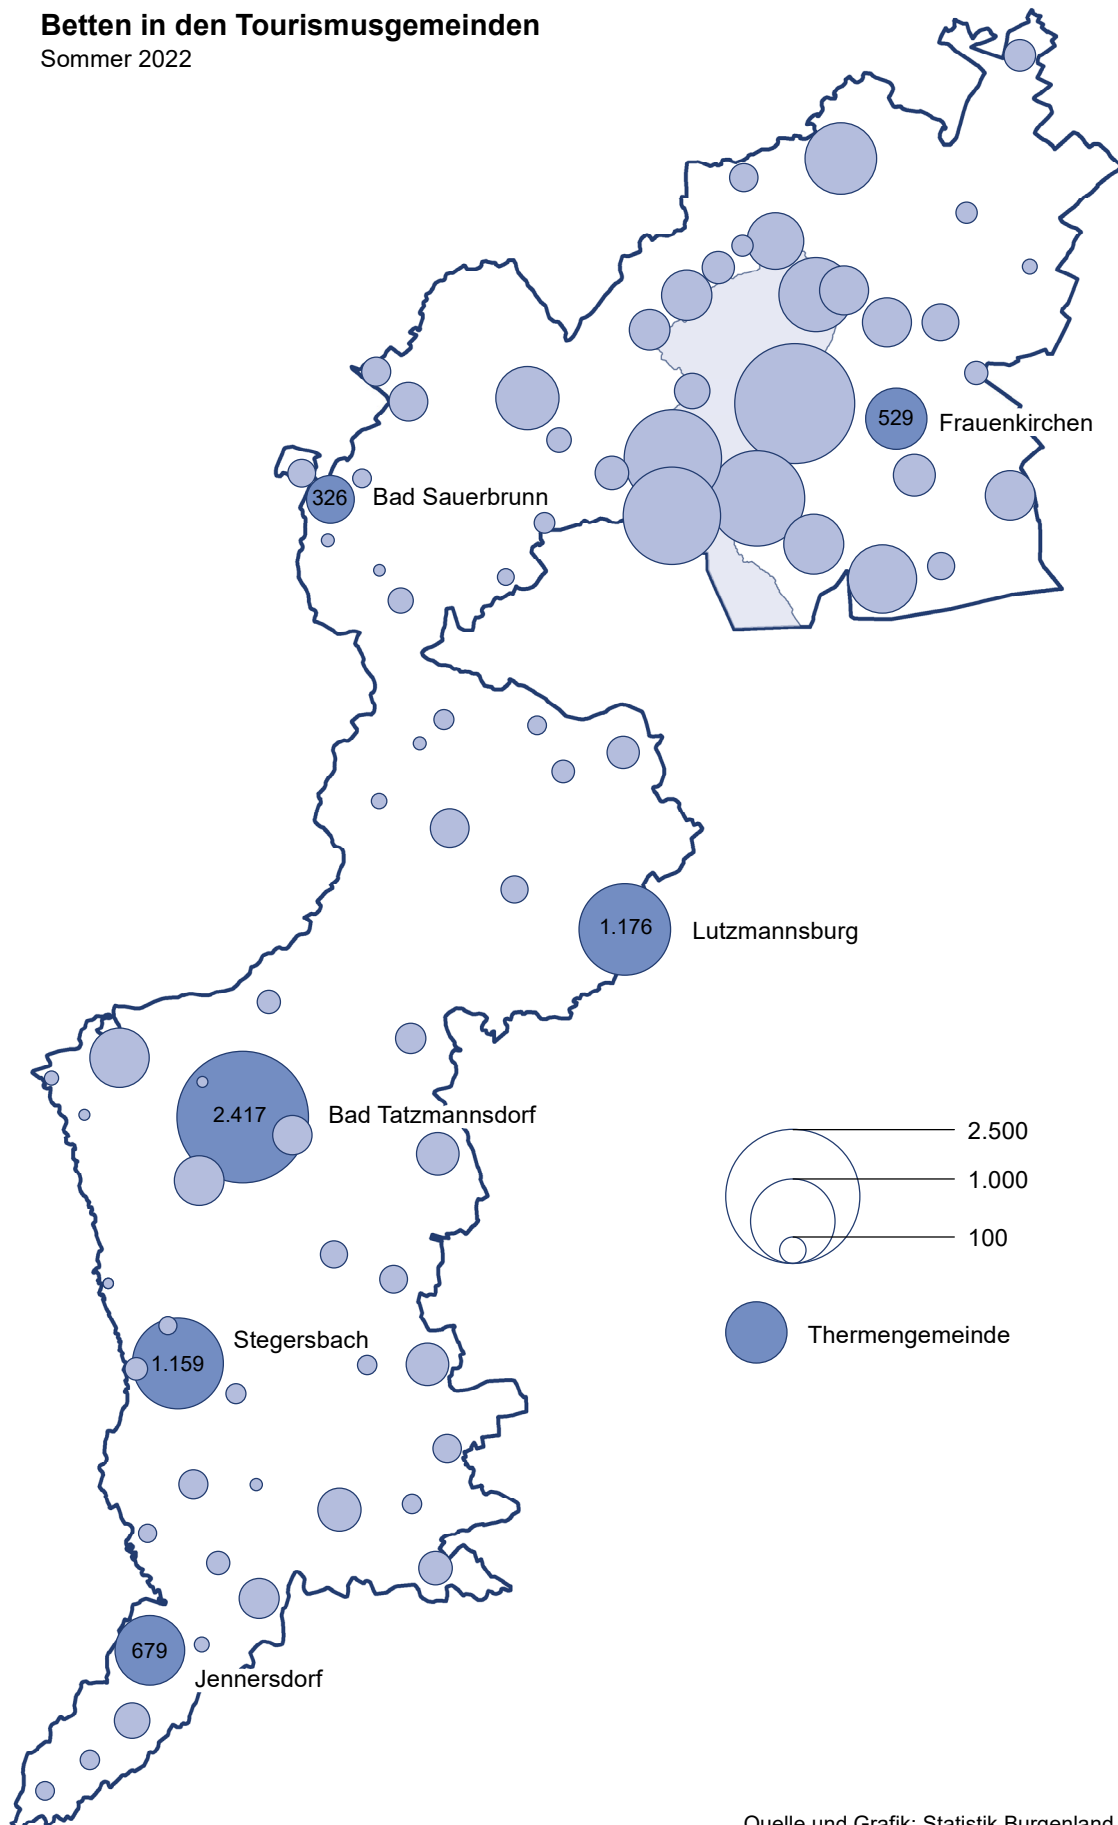 Betten in den Tourismusgemeinden
Sommer 2022
529
Frauenkirchen
326
Bad Sauerbrunn
1.176
Lutzmannsburg
2.417
Bad Tatzmannsdorf
2.500
1.000
100
Thermengemeinde
Stegersbach
1.159
679
Jennersdorf
Quelle und Grafik: Statistik Burgenland